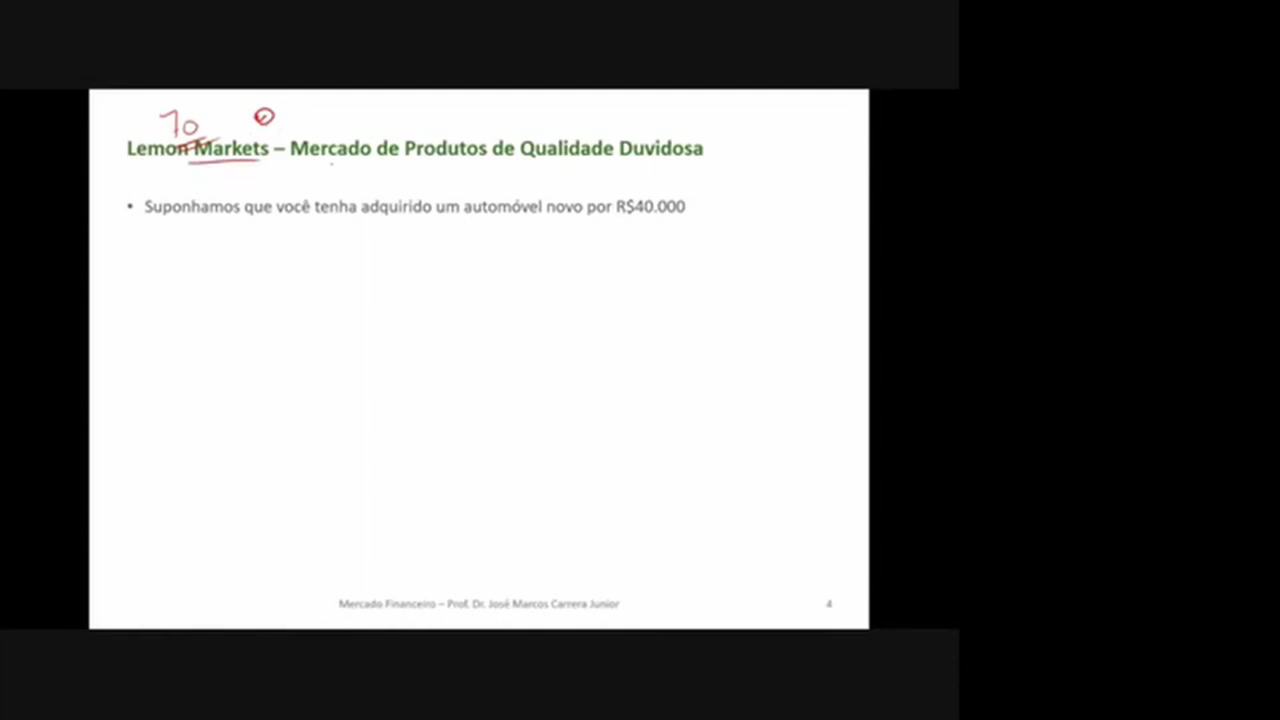 70
Lemon Markets – Mercado de Produtos de Qualidade Duvidosa
• Suponhamos que você tenha adquirido um automóvel novo por R$40.000
Mercado Financeiro – Prof. Dr. José Marcos Carrera Junior
4